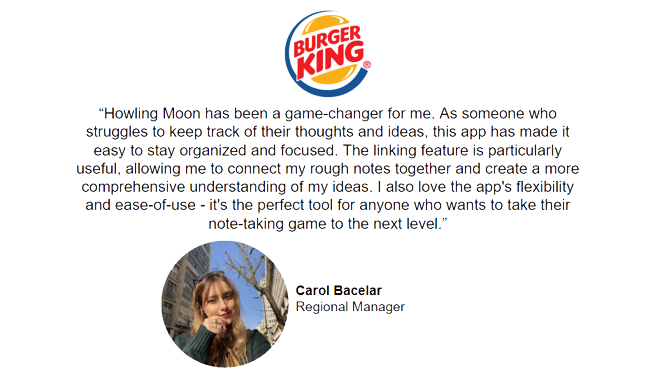 BURGER
KING®
“Howling Moon has been a game-changer for me. As someone who
struggles to keep track of their thoughts and ideas, this app has made it
easy to stay organized and focused. The linking feature is particularly
useful, allowing me to connect my rough notes together and create a more
comprehensive understanding of my ideas. I also love the app's flexibility
and ease-of-use - it's the perfect tool for anyone who wants to take their
note-taking game to the next level.”
Carol Bacelar
Regional Manager